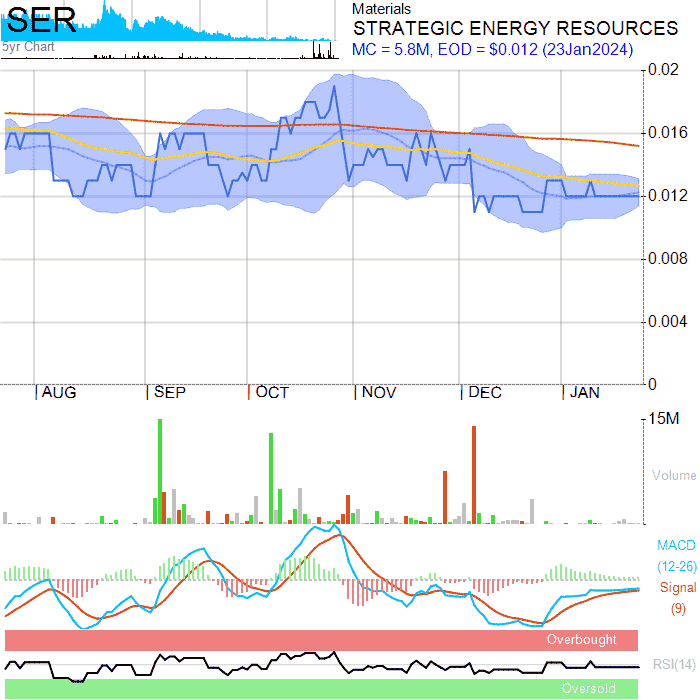 SER
5yr Chart
Materials
STRATEGIC ENERGY RESOURCES
MC = 5.8M, EOD = $0.012 (23Jan2024)
0.02
0.016
0.012
0.008
0.004
0
AUG SEP OCT NOV DEC JAN
15M
Volume
MACD
(12-26)
Signal
(9)
Overbought
RSI(14)
Oversold